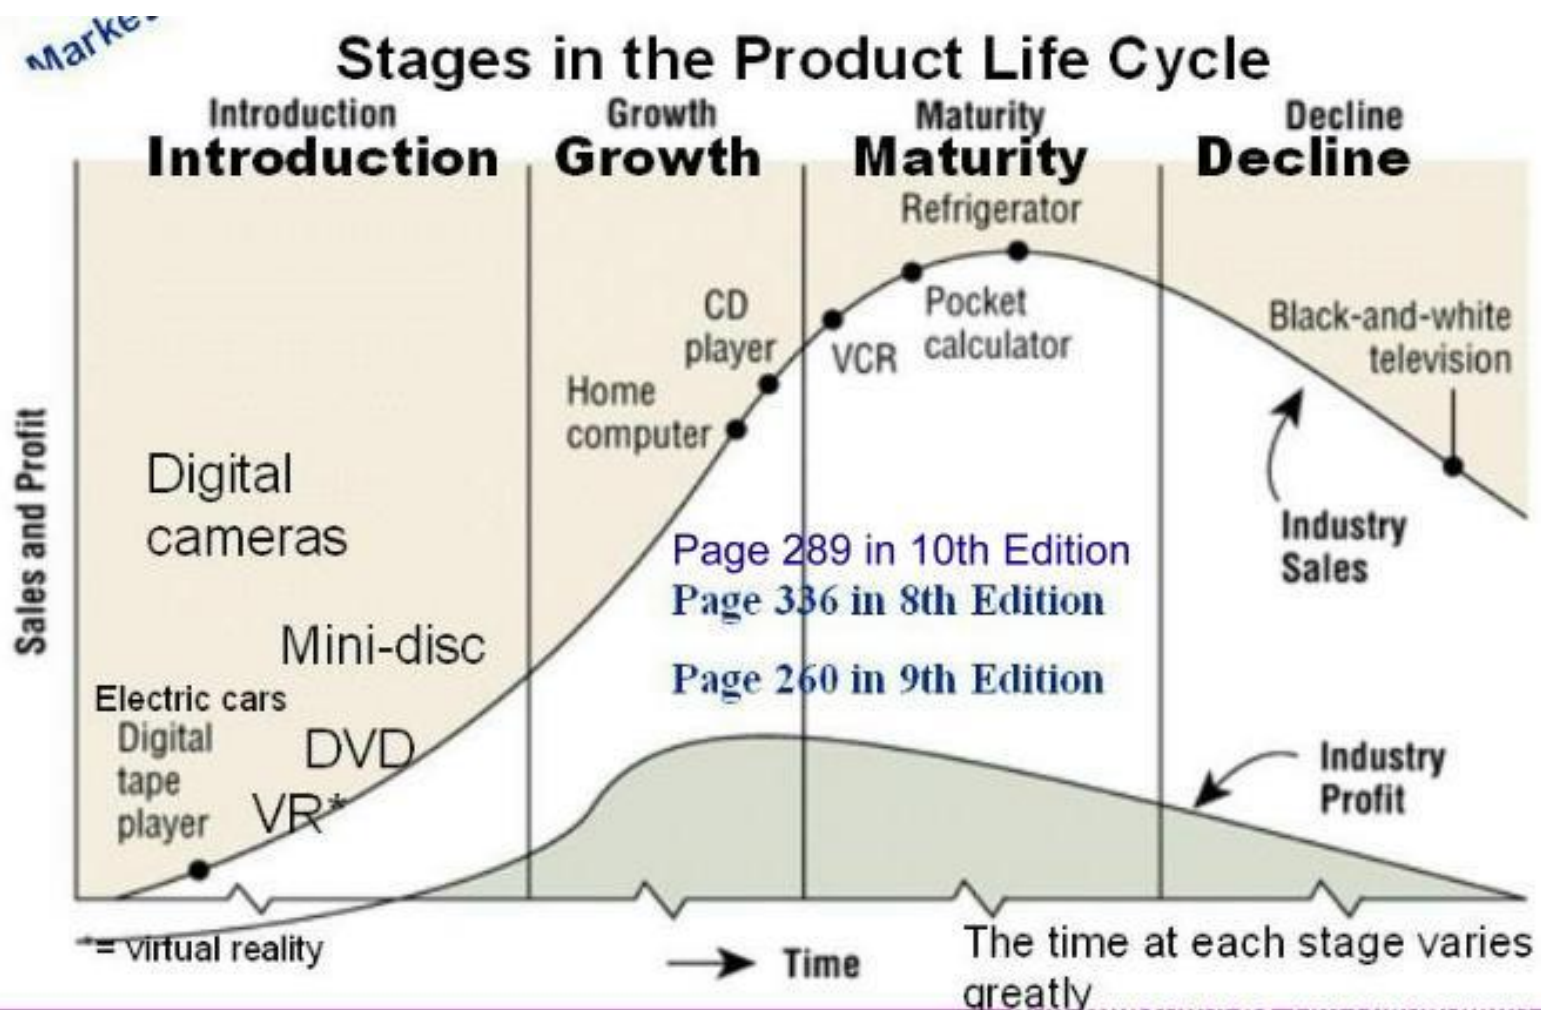 Stages in the Product Life Cycle
Introduction
Growth
Maturity
Decline
Introduction
Growth
Maturity
Decline
Refrigerator
CD
player
Pocket
calculator
VCR
Black-and-white
television
Home
computer
Digital
cameras
Sales and Profit
Industry
Sales
Page 289 in 10th Edition
Page 336 in 8th Edition
Page 260 in 9th Edition
Mini-disc
Electric cars
Digital
tape
player
DVD
VR*
Industry
Profit
*= virtual reality
Time
The time at each stage varies
greatly